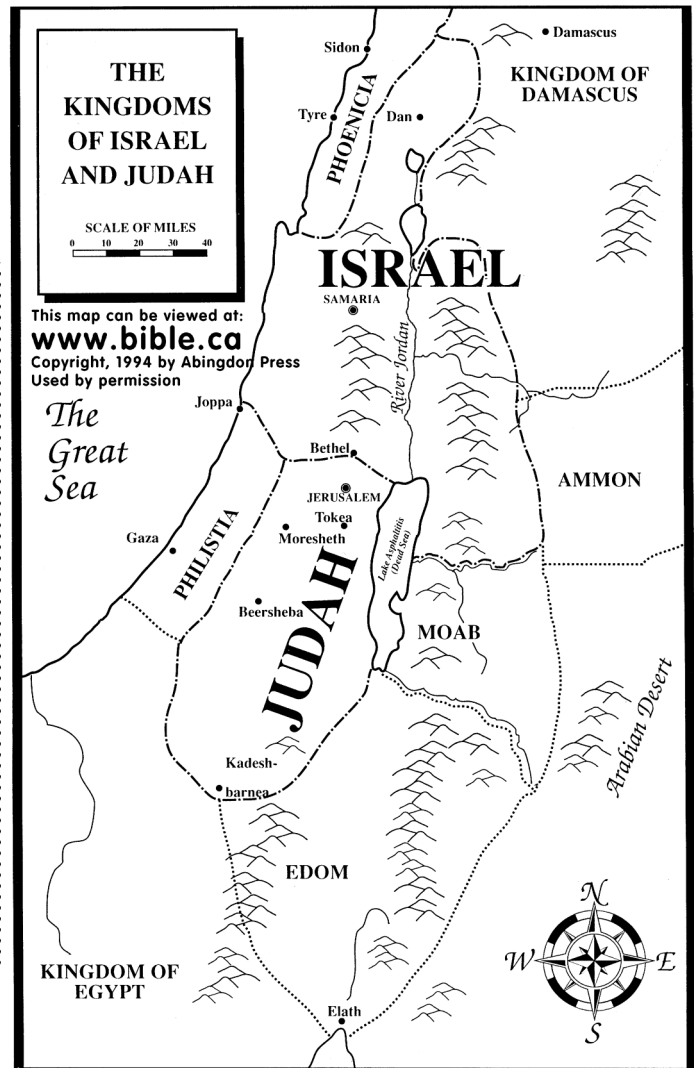 THE
KINGDOMS
OF ISRAEL
AND JUDAH
SCALE OF MILES
0 10 20 30 40
This map can be viewed at:
www.bible.ca
Copyright, 1994 by Abingdon Press
Used by permission
Sidon
Damascus
KINGDOM OF
DAMASCUS
Tyre
PHOENICIA
Dan
ISRAEL
SAMARIA
River Jordan
Joppa
The
Great
Sea
Bethel
AMMON
JERUSALEM
Tokea
Moresheth
Gaza
PHILISTIA
Lake Asphaltitis
(Dead Sea)
Beersheba
JUDAH
MOAB
Arabian Desert
Kadesh-
barnea
EDOM
KINGDOM OF
EGYPT
Elath
N
W
E
S